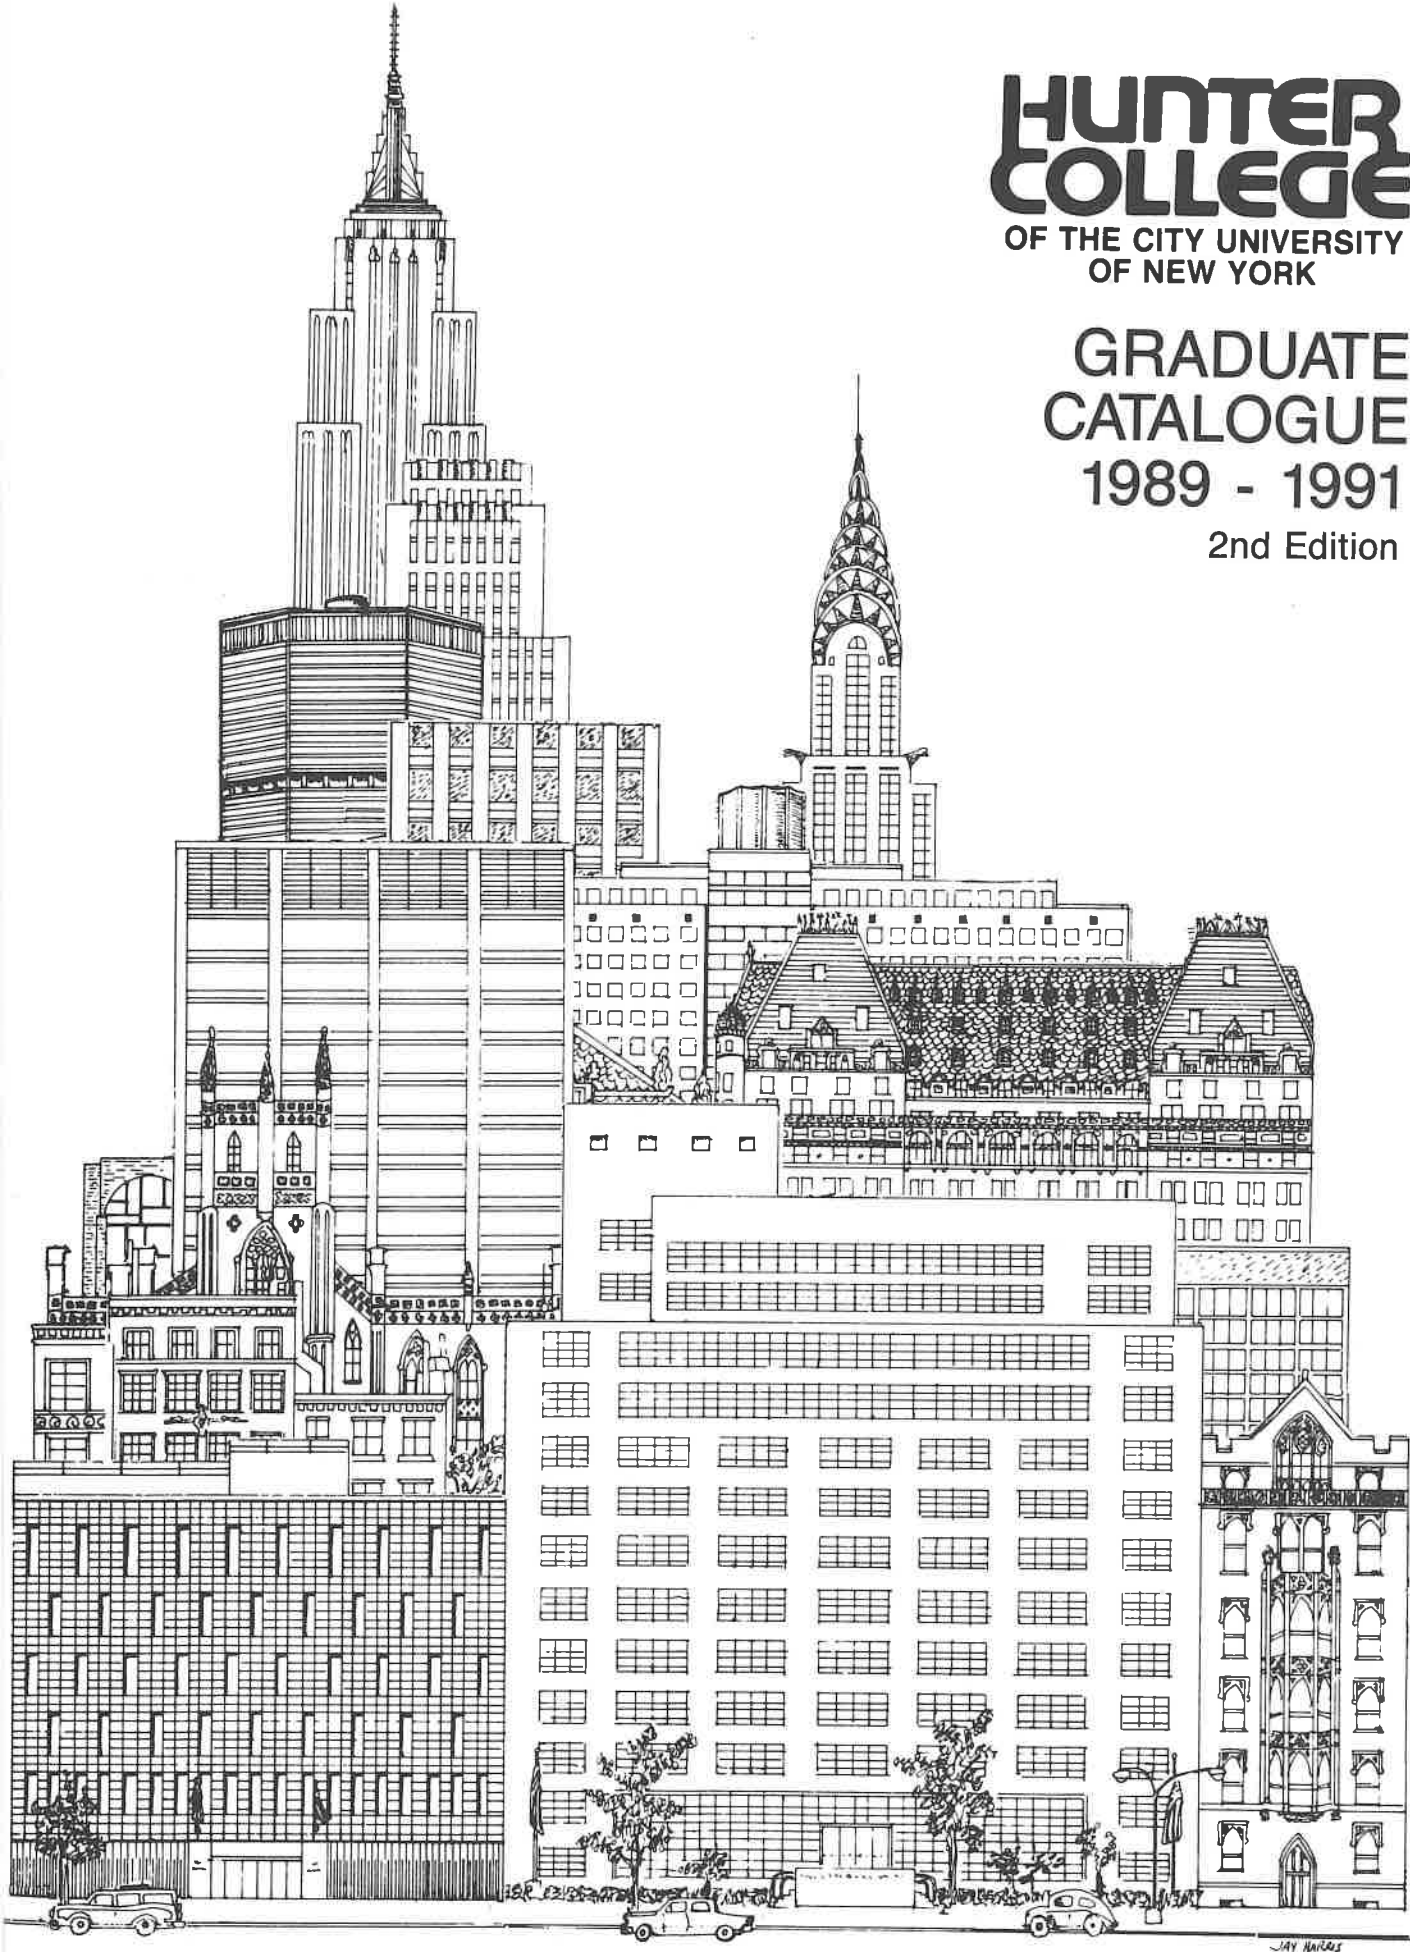 HUNTER
COLLEGE
OF THE CITY UNIVERSITY
OF NEW YORK
GRADUATE
CATALOGUE
1989 - 1991
2nd Edition
JAY HARRIS